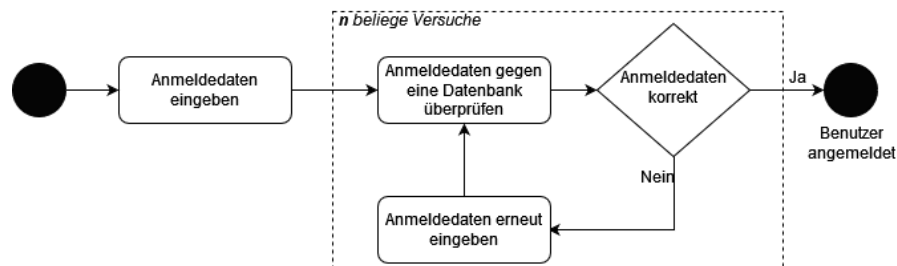 n beliege Versuche
Anmeldedaten
eingeben
Anmeldedaten gegen
eine Datenbank
überprüfen
Anmeldedaten
korrekt
Ja
Benutzer
angemeldet
Nein
Anmeldedaten erneut
eingeben